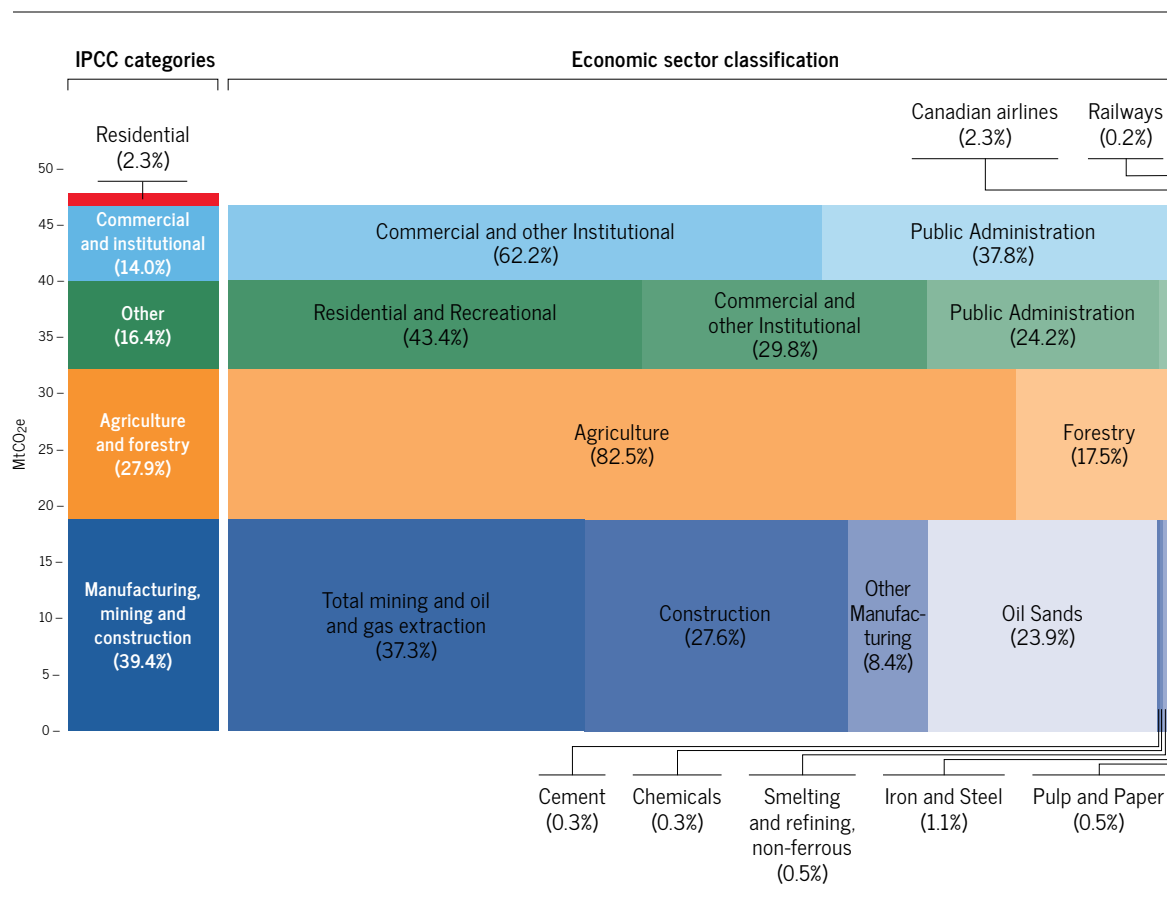 IPCC categories
Economic sector classification
Canadian airlines
(2.3%)
Railways
(0.2%)
Residential
(2.3%)
50
45
40
35
30
25
20
15
10
5
0
MtCO2e
Commercial
and institutional
(14.0%)
Commercial and other Institutional
(62.2%)
Public Administration
(37.8%)
Other
(16.4%)
Residential and Recreational
(43.4%)
Commercial and
other Institutional
(29.8%)
Public Administration
(24.2%)
Agriculture
and forestry
(27.9%)
Agriculture
(82.5%)
Forestry
(17.5%)
Manufacturing,
mining and
construction
(39.4%)
Total mining and oil
and gas extraction
(37.3%)
Construction
(27.6%)
Other
Manufac-
turing
(8.4%)
Oil Sands
(23.9%)
Cement
(0.3%)
Chemicals
(0.3%)
Smelting
and refining,
non-ferrous
(0.5%)
Iron and Steel
(1.1%)
Pulp and Paper
(0.5%)